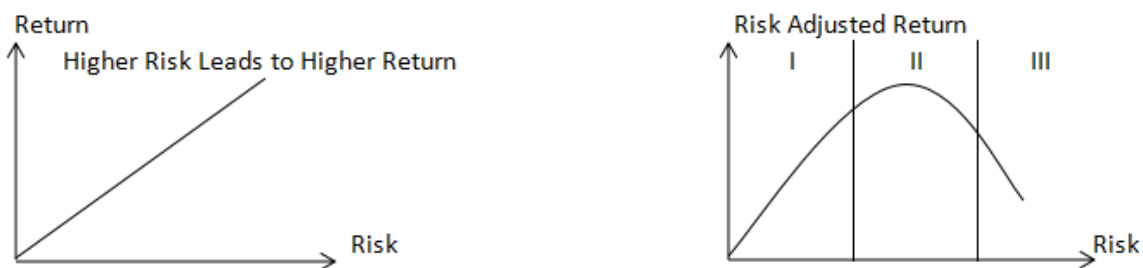 Return
Higher Risk Leads to Higher Return
Risk
Risk Adjusted Return
I
II
III
Risk